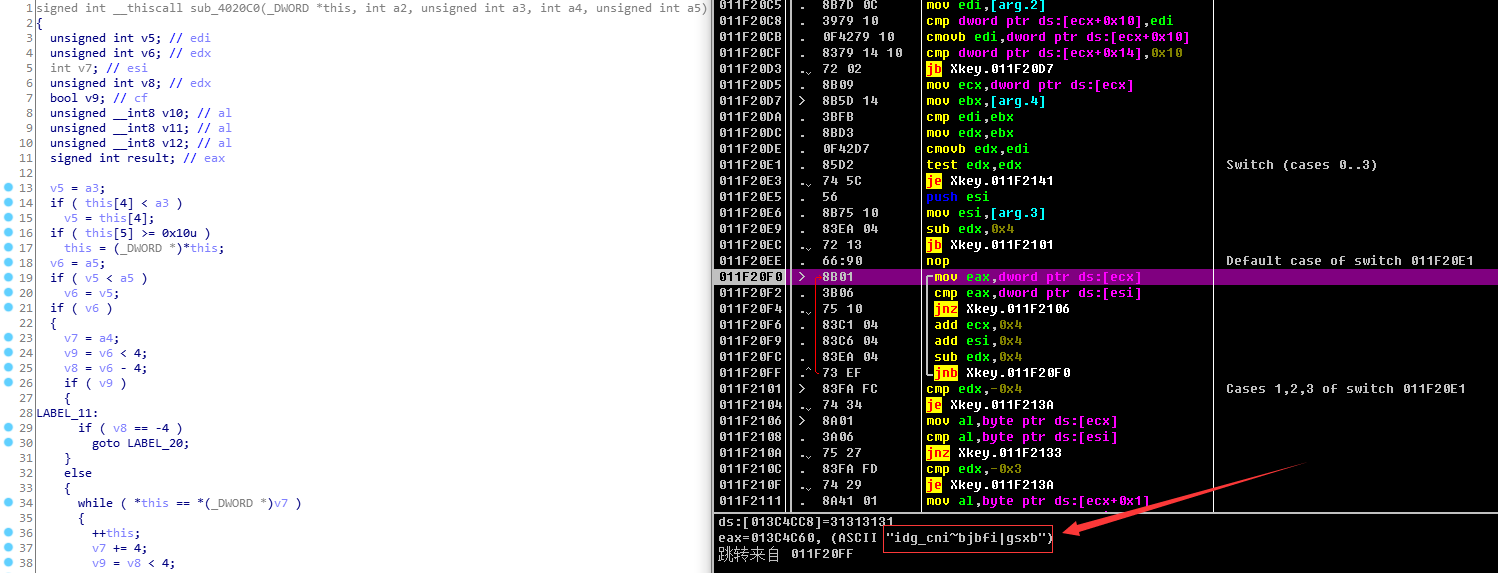 1 signed int __thiscall sub_4020C0(_DWORD *this, int a2, unsigned int a3, int a4, unsigned int a5)
2 {
3 unsigned int v5; // edi
4 unsigned int v6; // edx
5 int v7; // esi
6 unsigned int v8; // edx
7 bool v9; // cf
8 unsigned __int8 v10; // al
9 unsigned __int8 v11; // al
10 unsigned __int8 v12; // al
11 signed int result; // eax
12
13 v5 = a3;
14 if ( this[4] < a3 )
15 v5 = this[4];
16 if ( this[5] >= 0x10u )
17 this = (_DWORD *)*this;
18 v6 = a5;
19 if ( v5 < a5 )
20 v6 = v5;
21 if ( v6 )
22 {
23 v7 = a4;
24 v9 = v6 < 4;
25 v8 = v6 - 4;
26 if ( v9 )
27 {
28 LABEL_11:
29 if ( v8 == -4 )
30 goto LABEL_20;
31 }
32 else
33 {
34 while ( *this == *(_DWORD *)v7 )
35 {
36 ++this;
37 v7 += 4;
38 v9 = v8 < 4;
011F20C5 . 8B7D 0C mov edi,[arg.2]
011F20C8 . 3979 10 cmp dword ptr ds:[ecx+0x10],edi
011F20CB . 0F4279 10 cmovb edi,dword ptr ds:[ecx+0x10]
011F20CF . 8379 14 10 cmp dword ptr ds:[ecx+0x14],0x10
011F20D3 . 72 02 jb Xkey.011F20D7
011F20D5 . 8B09 mov ecx,dword ptr ds:[ecx]
011F20D7 > 8B5D 14 mov ebx,[arg.4]
011F20DA . 3BFB cmp edi,ebx
011F20DC . 8BD3 mov edx,ebx
011F20DE . 0F42D7 cmovb edx,edi
011F20E1 . 85D2 test edx,edx Switch (cases 0..3)
011F20E3 . 74 5C je Xkey.011F2141
011F20E5 . 56 push esi
011F20E6 . 8B75 10 mov esi,[arg.3]
011F20E9 . 83EA 04 sub edx,0x4
011F20EC . 72 13 jb Xkey.011F2101
011F20EE . 66:90 nop Default case of switch 011F20E1
011F20F0 > 8B01 mov eax,dword ptr ds:[ecx]
011F20F2 . 3B06 cmp eax,dword ptr ds:[esi]
011F20F4 . 75 10 jnz Xkey.011F2106
011F20F6 . 83C1 04 add ecx,0x4
011F20F9 . 83C6 04 add esi,0x4
011F20FC . 83EA 04 sub edx,0x4
011F20FF .^ 73 EF jnb Xkey.011F20F0
011F2101 > 83FA FC cmp edx,-0x4 Cases 1,2,3 of switch 011F20E1
011F2104 . 74 34 je Xkey.011F213A
011F2106 > 8A01 mov al,byte ptr ds:[ecx]
011F2108 . 3A06 cmp al,byte ptr ds:[esi]
011F210A . 75 27 jnz Xkey.011F2133
011F210C . 83FA FD cmp edx,-0x3
011F210F . 74 29 je Xkey.011F213A
011F2111 . 8A41 01 mov al,byte ptr ds:[ecx+0x1]
ds:[013C4CC8]=31313131
eax=013C4C60, (ASCII "idg_cni~bjbfi|gsxb")
跳转来自 011F20FF